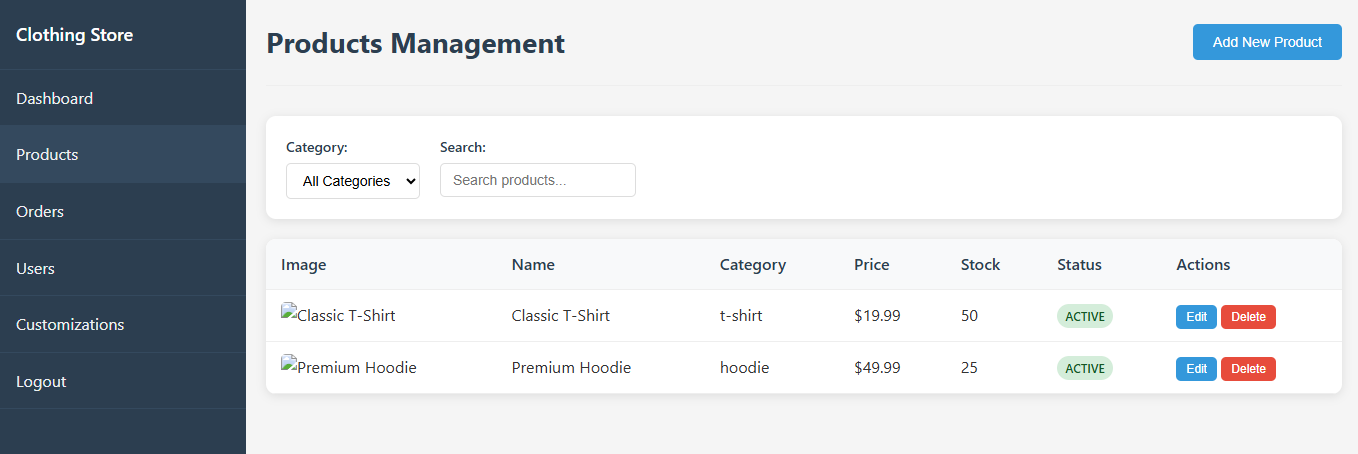 Clothing Store
Dashboard
Products
Orders
Users
Customizations
Logout
Products Management
Add New Product
Category:
Search:
All Categories
Search products...
Image Name Category Price Stock Status Actions
Classic T-Shirt Classic T-Shirt t-shirt $19.99 50 ACTIVE Edit Delete
Premium Hoodie Premium Hoodie hoodie $49.99 25 ACTIVE Edit Delete